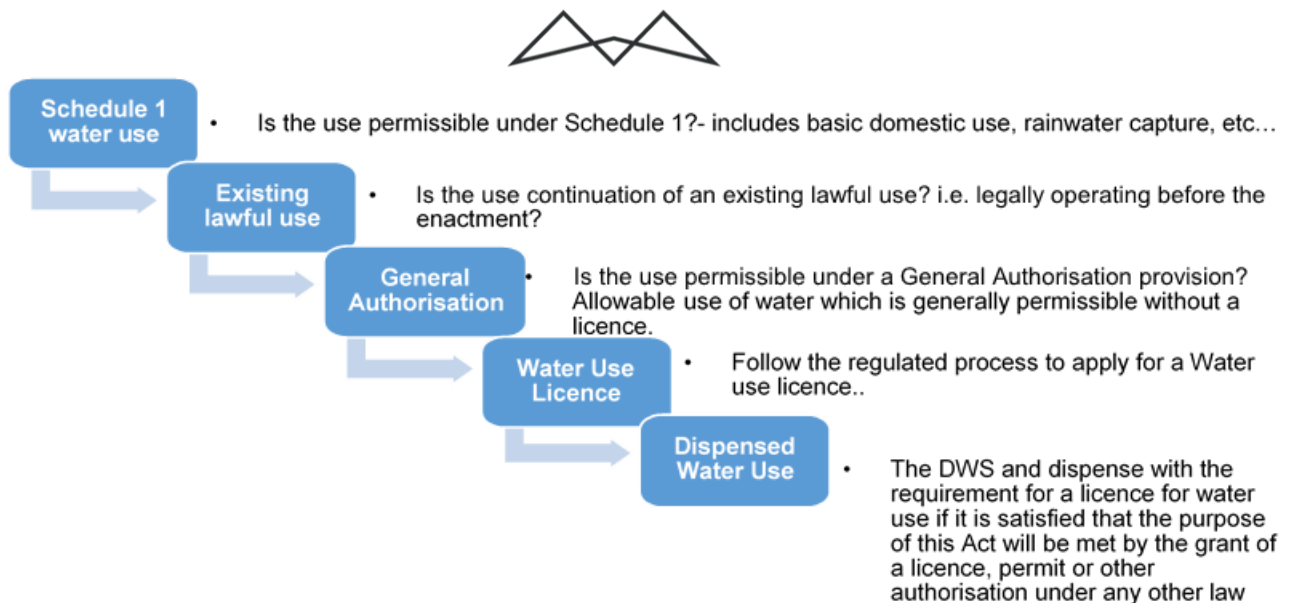 Schedule 1
water use
• Is the use permissible under Schedule 1?- includes basic domestic use, rainwater capture, etc…
Existing
lawful use
• Is the use continuation of an existing lawful use? i.e. legally operating before the
enactment?
General
Authorisation
• Is the use permissible under a General Authorisation provision?
Allowable use of water which is generally permissible without a
licence.
Water Use
Licence
• Follow the regulated process to apply for a Water
use licence..
Dispensed
Water Use
• The DWS and dispense with the
requirement for a licence for water
use if it is satisfied that the purpose
of this Act will be met by the grant of
a licence, permit or other
authorisation under any other law